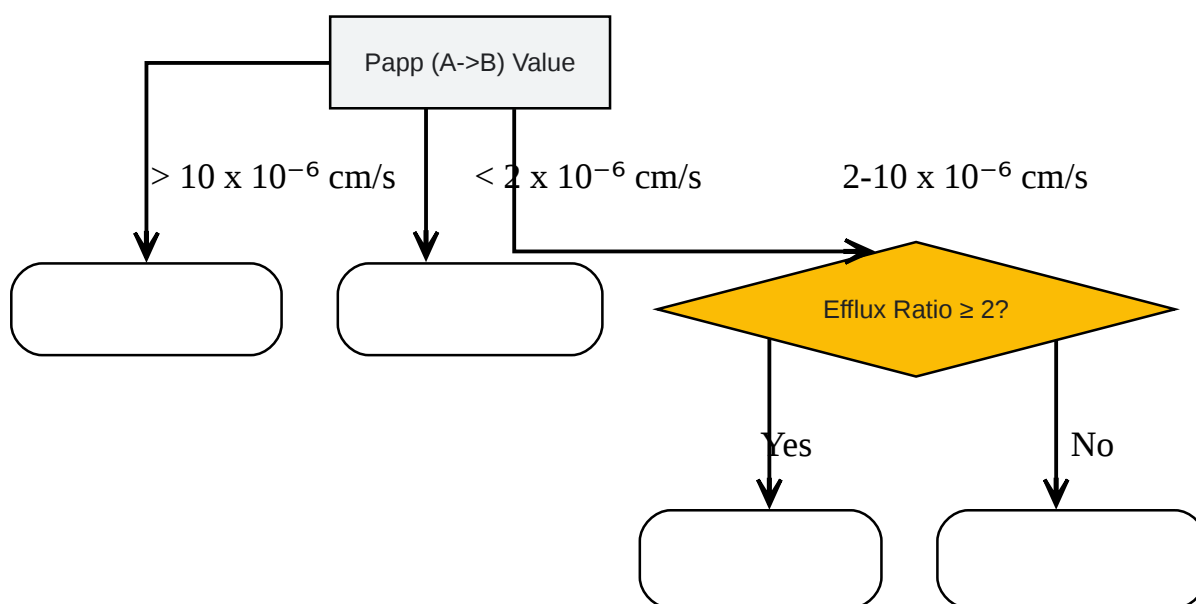 Papp (A->B) Value
> 10 x 10⁻⁶ cm/s
< 2 x 10⁻⁶ cm/s
2-10 x 10⁻⁶ cm/s
Efflux Ratio ≥ 2?
Yes
No